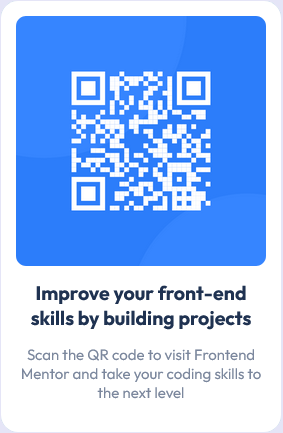 Improve your front-end
skills by building projects
Scan the QR code to visit Frontend
Mentor and take your coding skills to
the next level